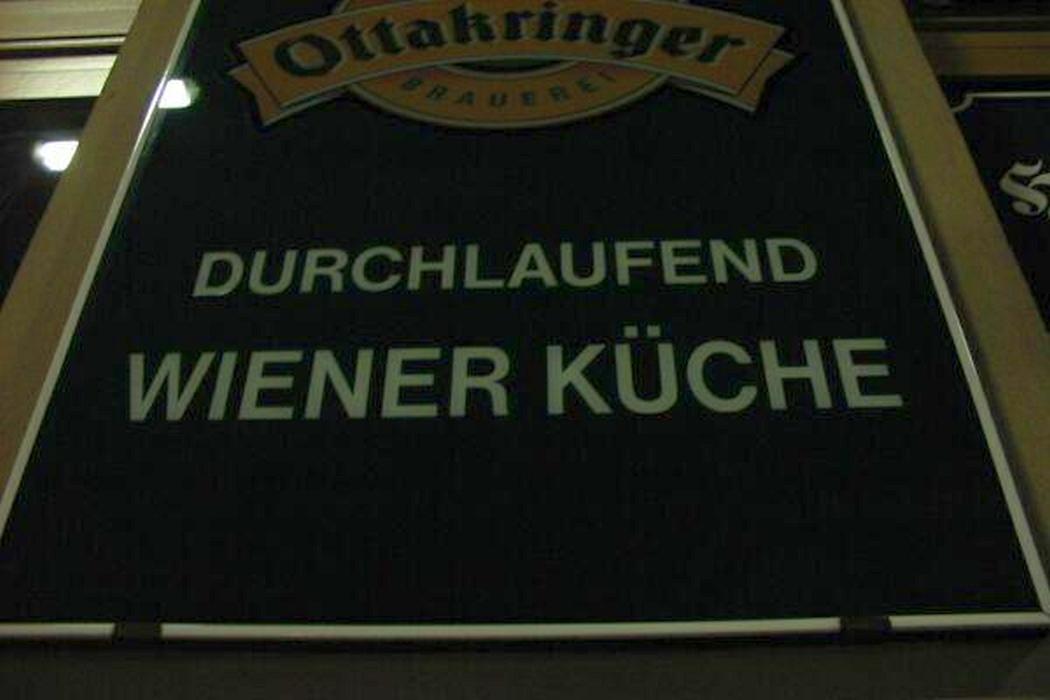 Ottakringer
BRAUEREI
DURCHLAUFEND
WIENER KÜCHE